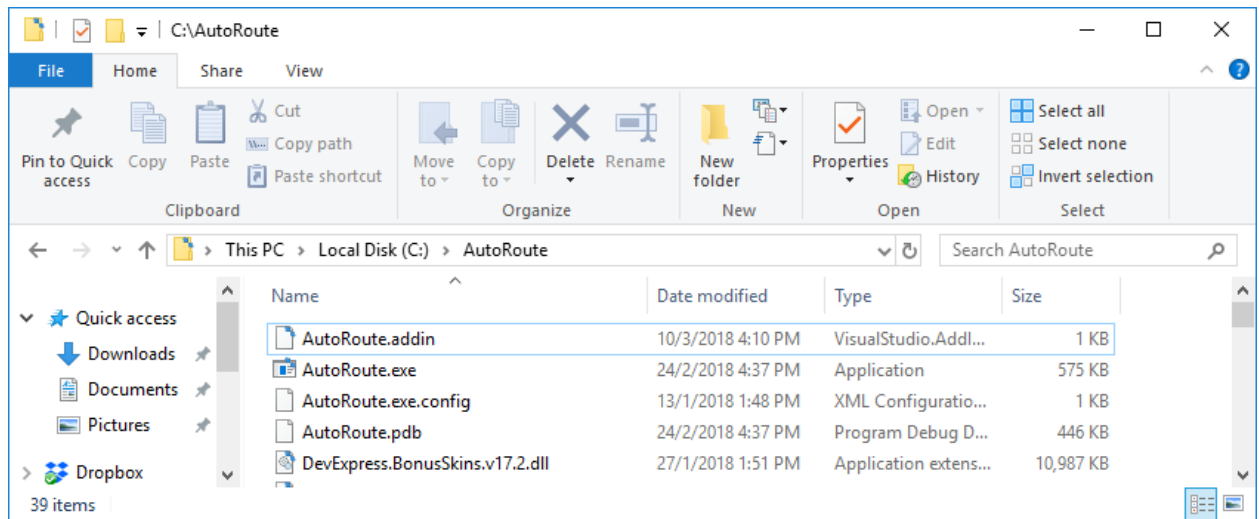 C:\AutoRoute
File Home Share View
Pin to Quick access
Copy
Paste
Cut
Copy path
Paste shortcut
Clipboard
Move to
Copy to
Delete
Rename
Organize
New folder
New
Properties
Open
Edit
History
Open
Select all
Select none
Invert selection
Select
This PC > Local Disk (C:) > AutoRoute
Search AutoRoute
Quick access
Downloads
Documents
Pictures
Dropbox
Name Date modified Type Size
AutoRoute.addin 10/3/2018 4:10 PM VisualStudio.AddI... 1 KB
AutoRoute.exe 24/2/2018 4:37 PM Application 575 KB
AutoRoute.exe.config 13/1/2018 1:48 PM XML Configuratio... 1 KB
AutoRoute.pdb 24/2/2018 4:37 PM Program Debug D... 446 KB
DevExpress.BonusSkins.v17.2.dll 27/1/2018 1:51 PM Application extens... 10,987 KB
39 items